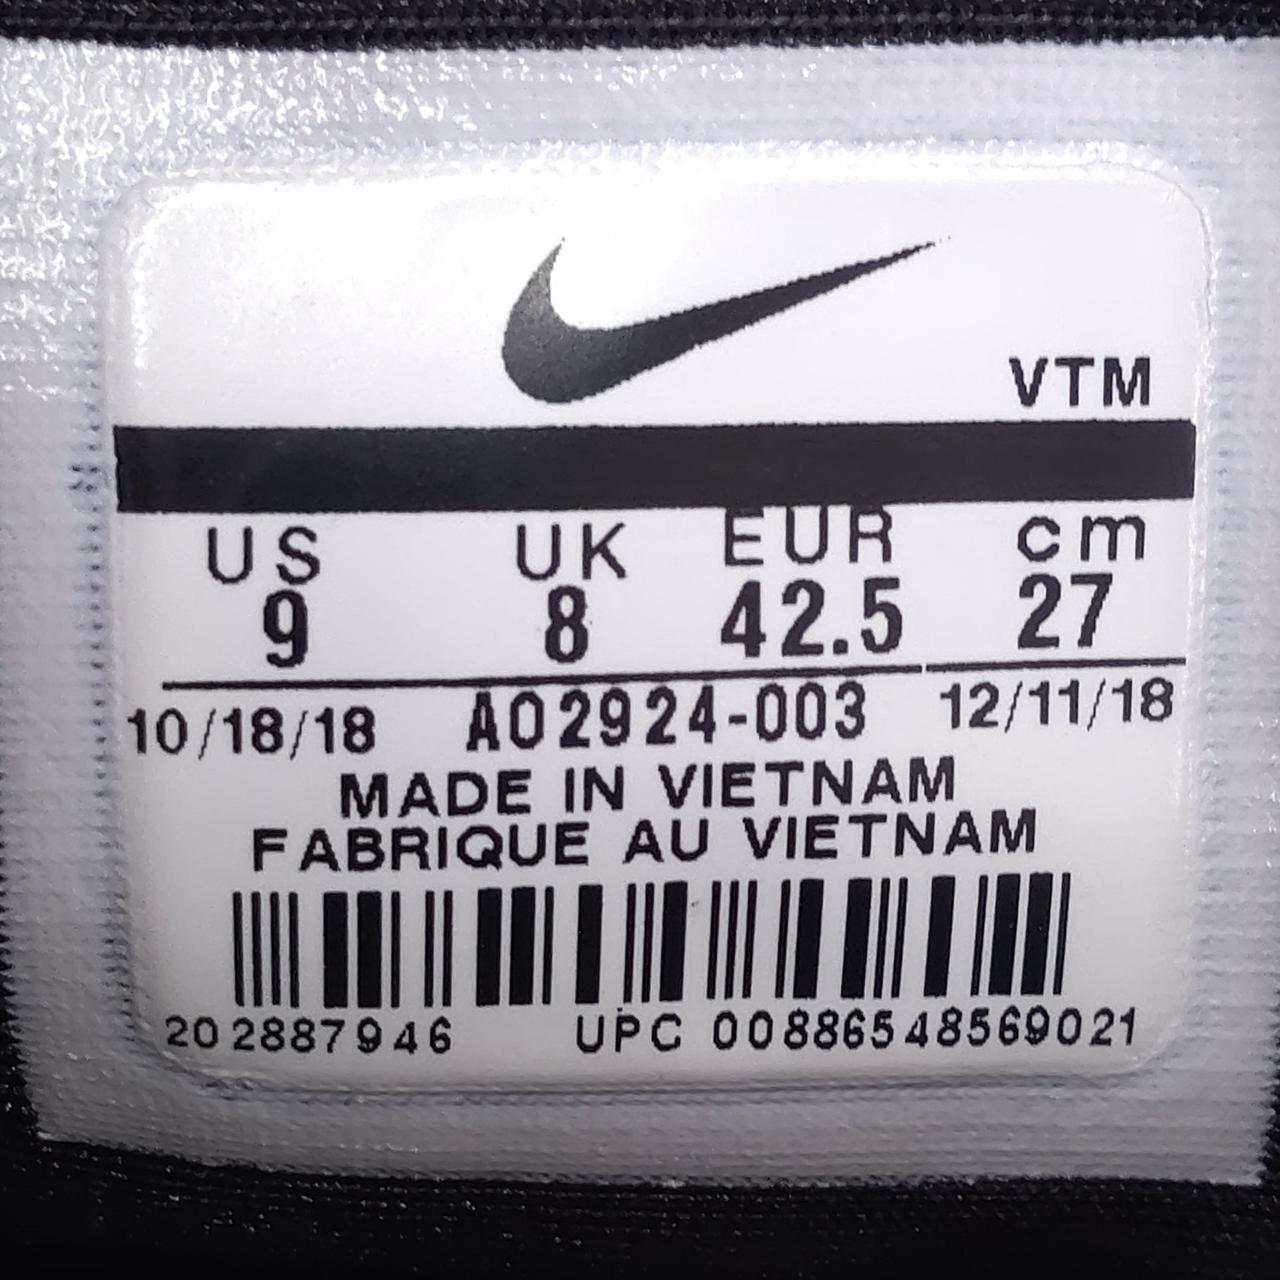 VTM
US UK EUR cm
9 8 42.5 27
10/18/18 AO2924-003 12/11/18
MADE IN VIETNAM
FABRIQUE AU VIETNAM
202887946 UPC 00886548569021